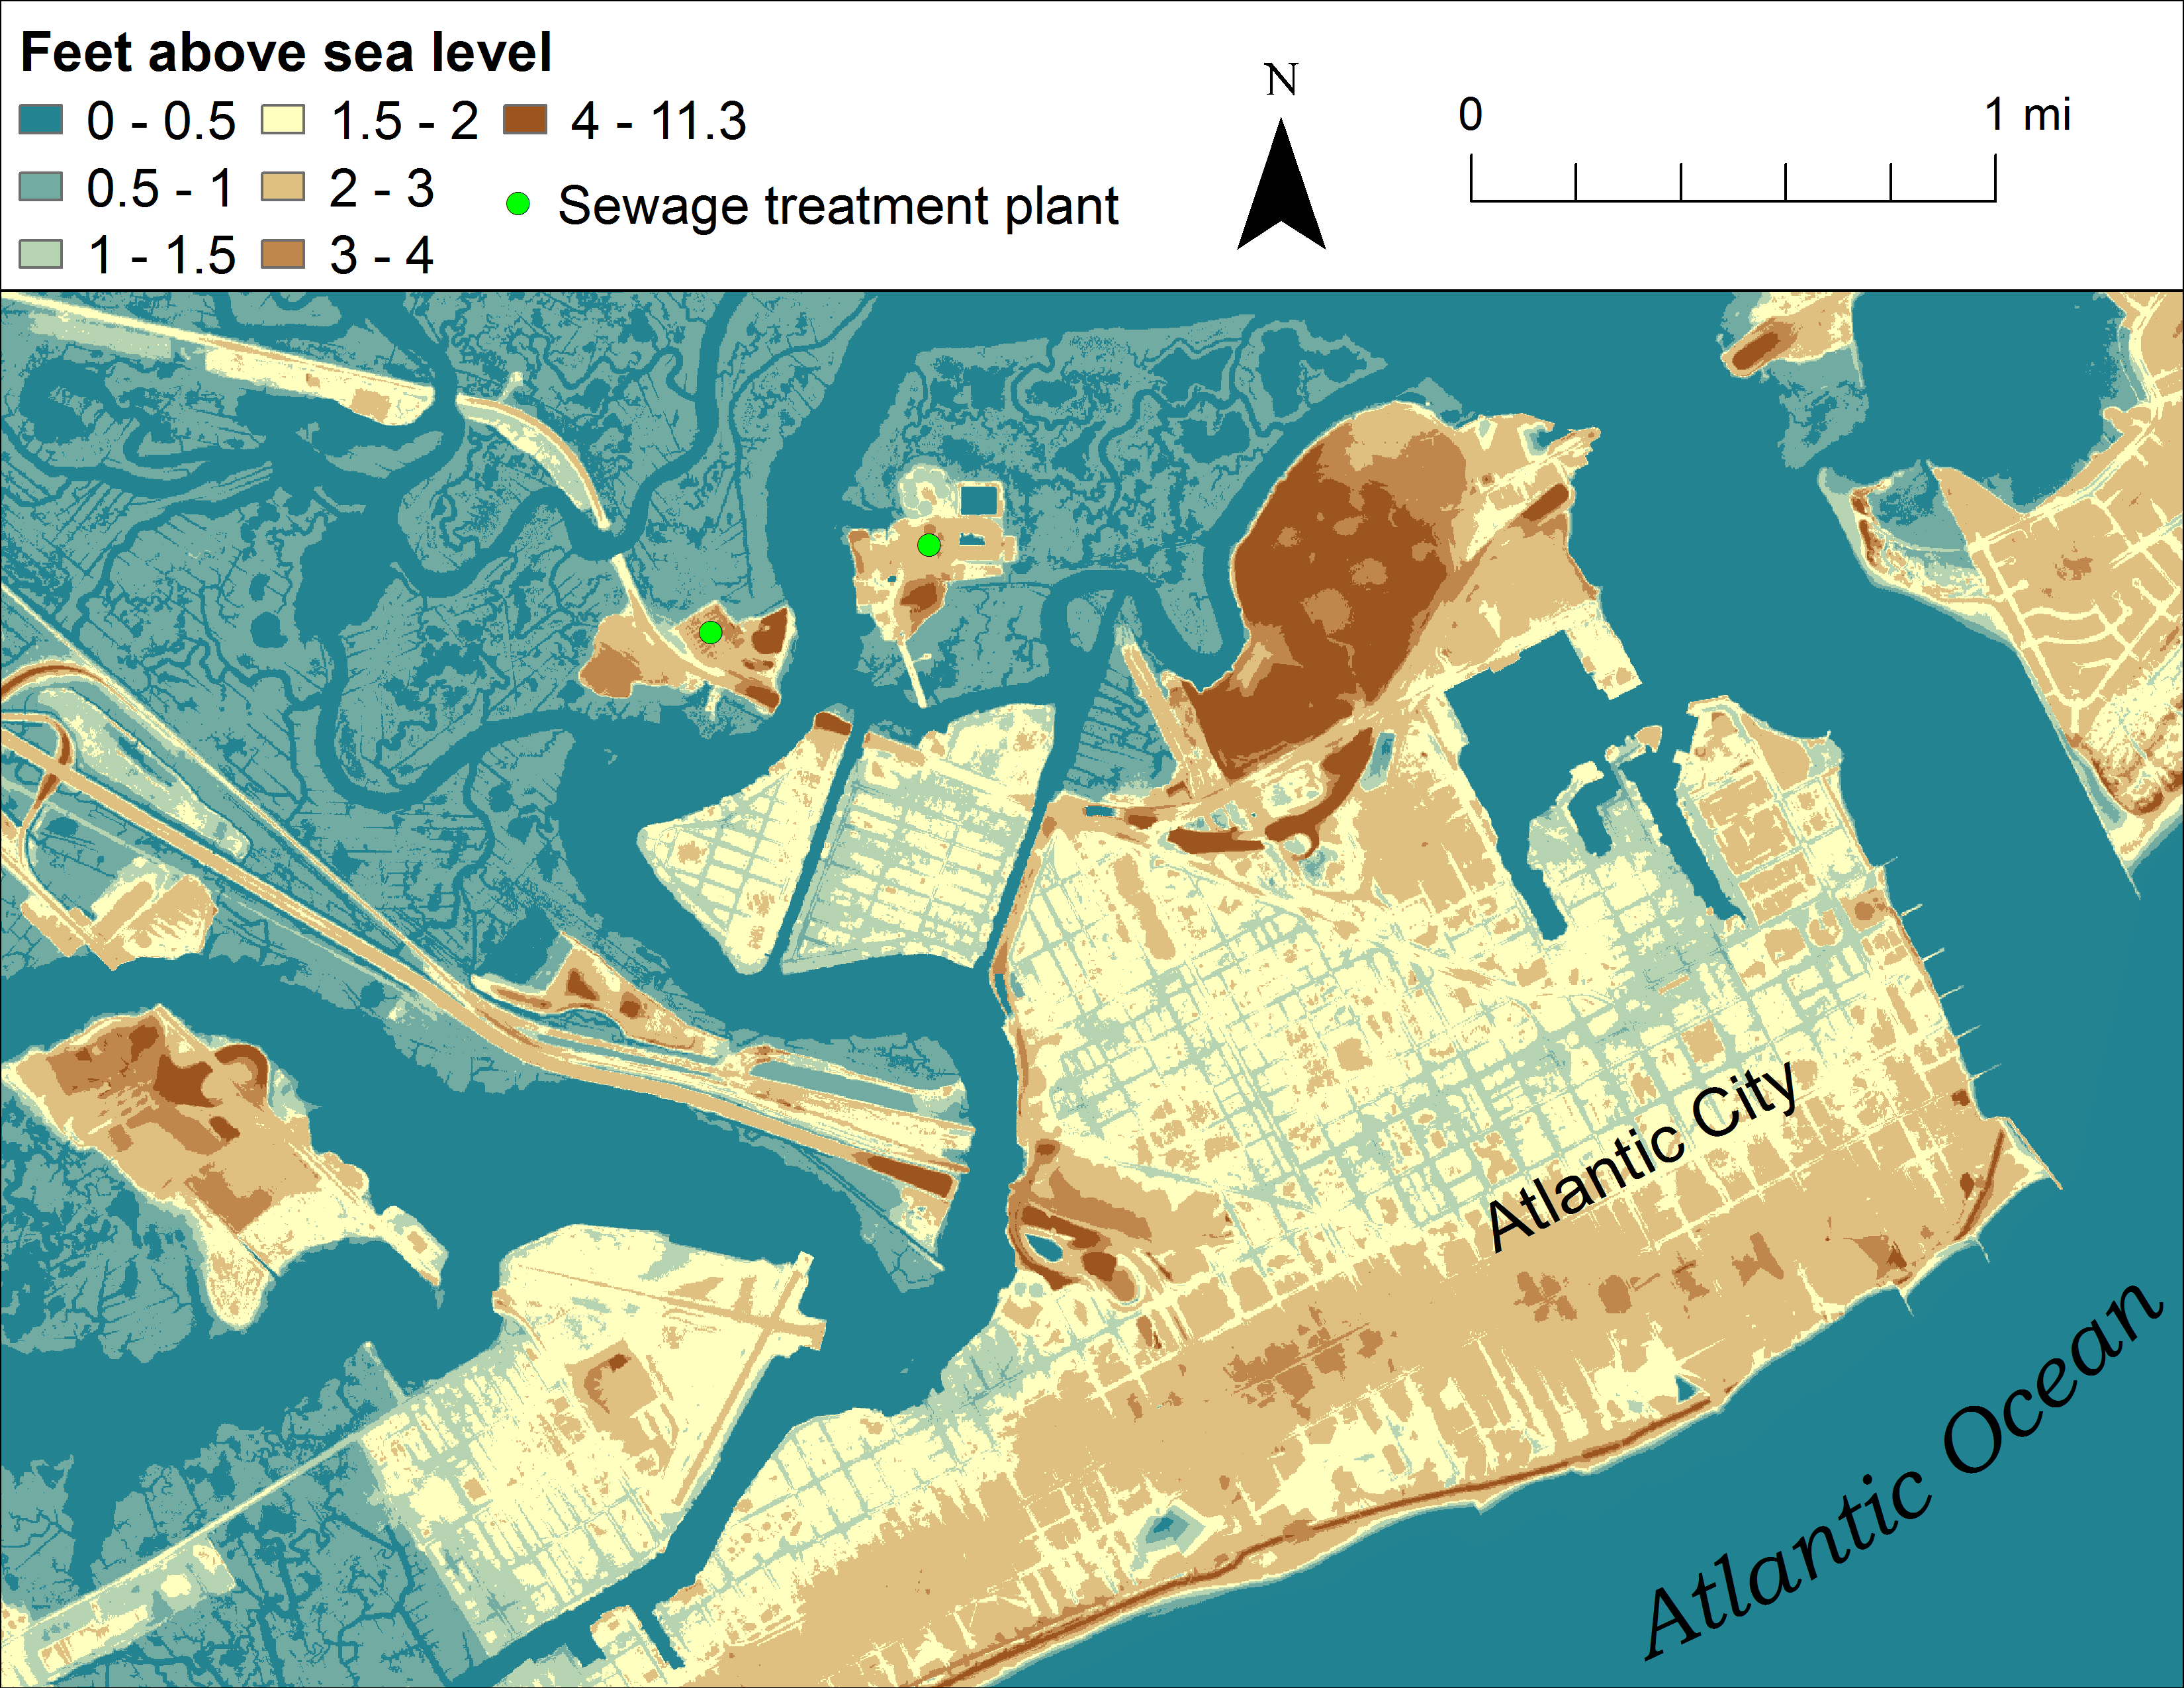 Feet above sea level
0 - 0.5
1.5 - 2
4 - 11.3
0.5 - 1
2 - 3
Sewage treatment plant
1 - 1.5
3 - 4
N
0
1 mi
Atlantic City
Atlantic Ocean